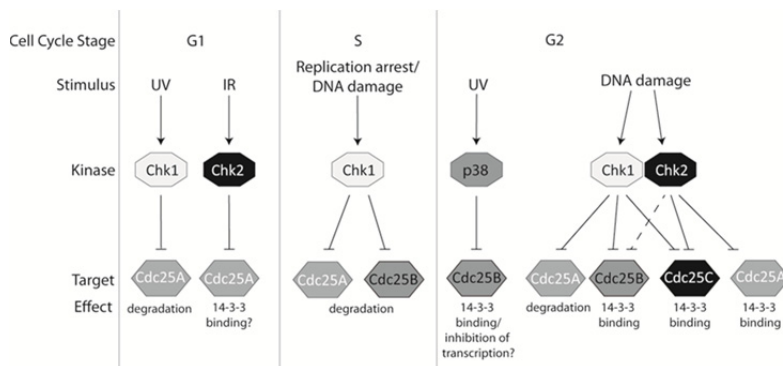 Cell Cycle Stage G1 S G2
Stimulus UV IR Replication arrest/ DNA damage UV DNA damage
Kinase Chk1 Chk2 Chk1 p38 Chk1 Chk2
Target Cdc25A Cdc25A Cdc25A Cdc25B Cdc25B Cdc25A Cdc25B Cdc25C Cdc25A
Effect degradation 14-3-3 binding? degradation 14-3-3 binding/ inhibition of transcription? degradation 14-3-3 binding 14-3-3 binding 14-3-3 binding